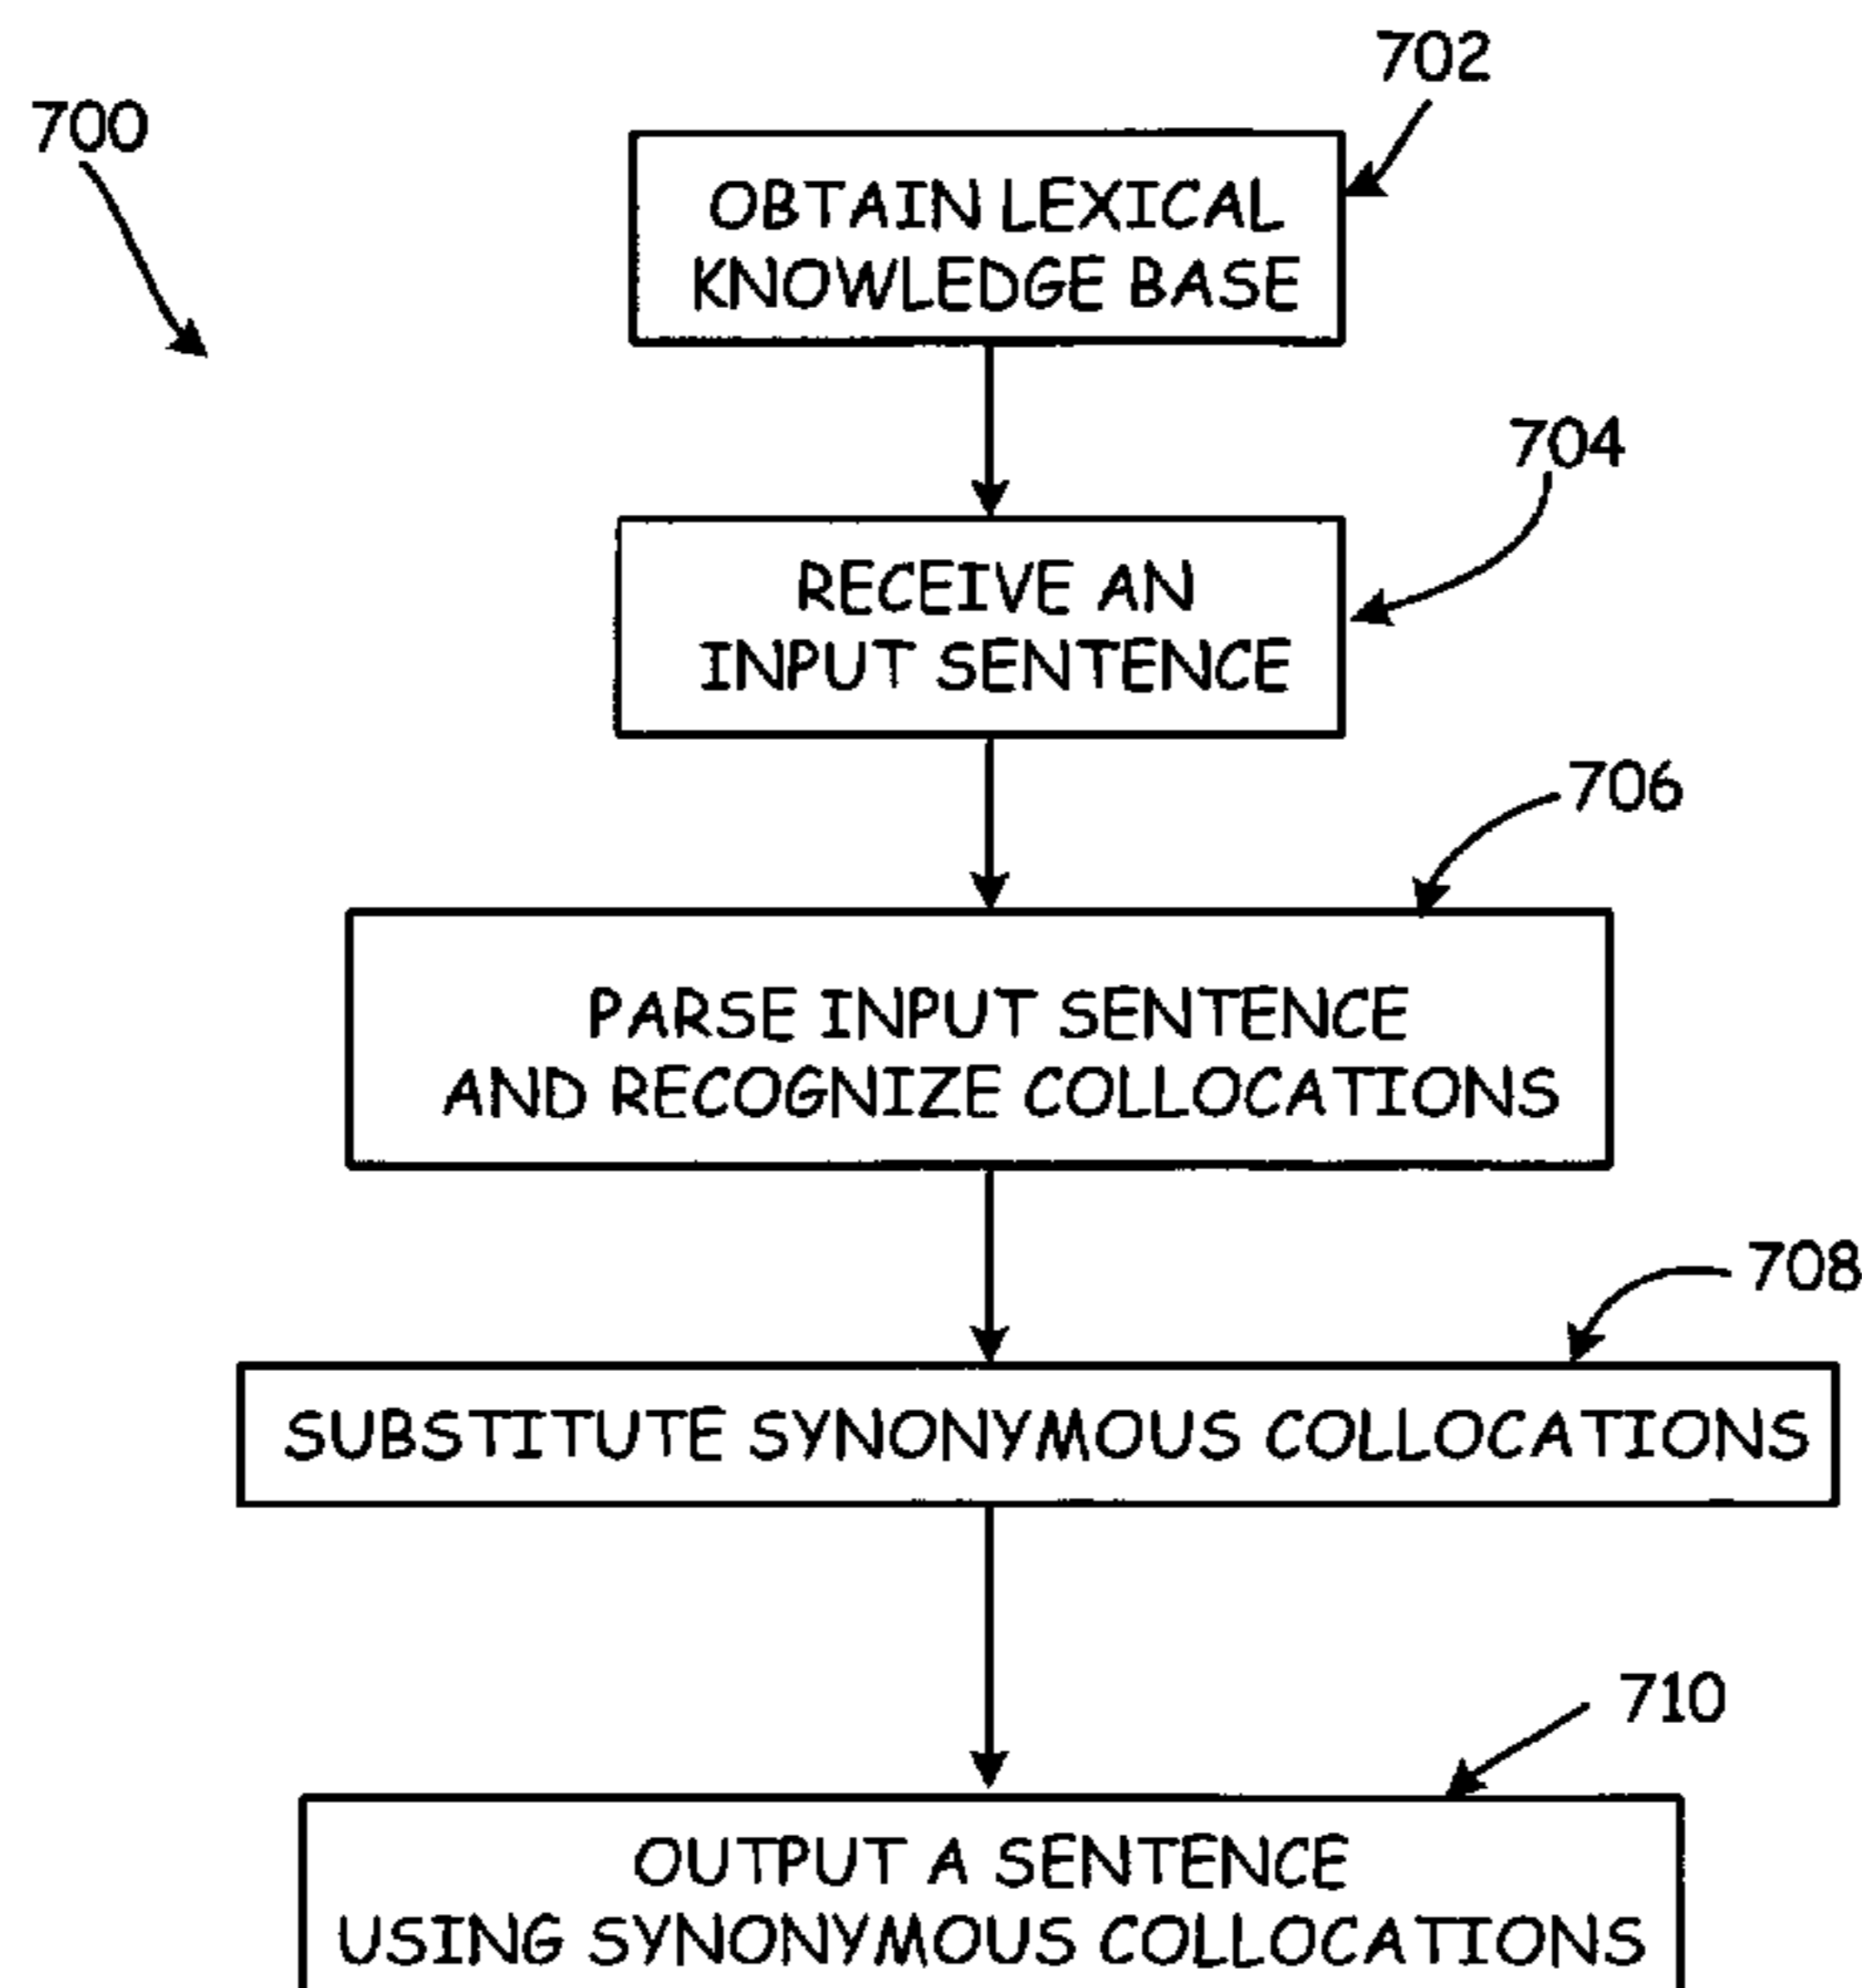 702
700
OBTAIN LEXICAL
KNOWLEDGE BASE
704
RECEIVE AN
INPUT SENTENCE
706
PARSE INPUT SENTENCE
AND RECOGNIZE COLLOCATIONS
708
SUBSTITUTE SYNONYMOUS COLLOCATIONS
710
OUTPUT A SENTENCE
USING SYNONYMOUS COLLOCATIONS